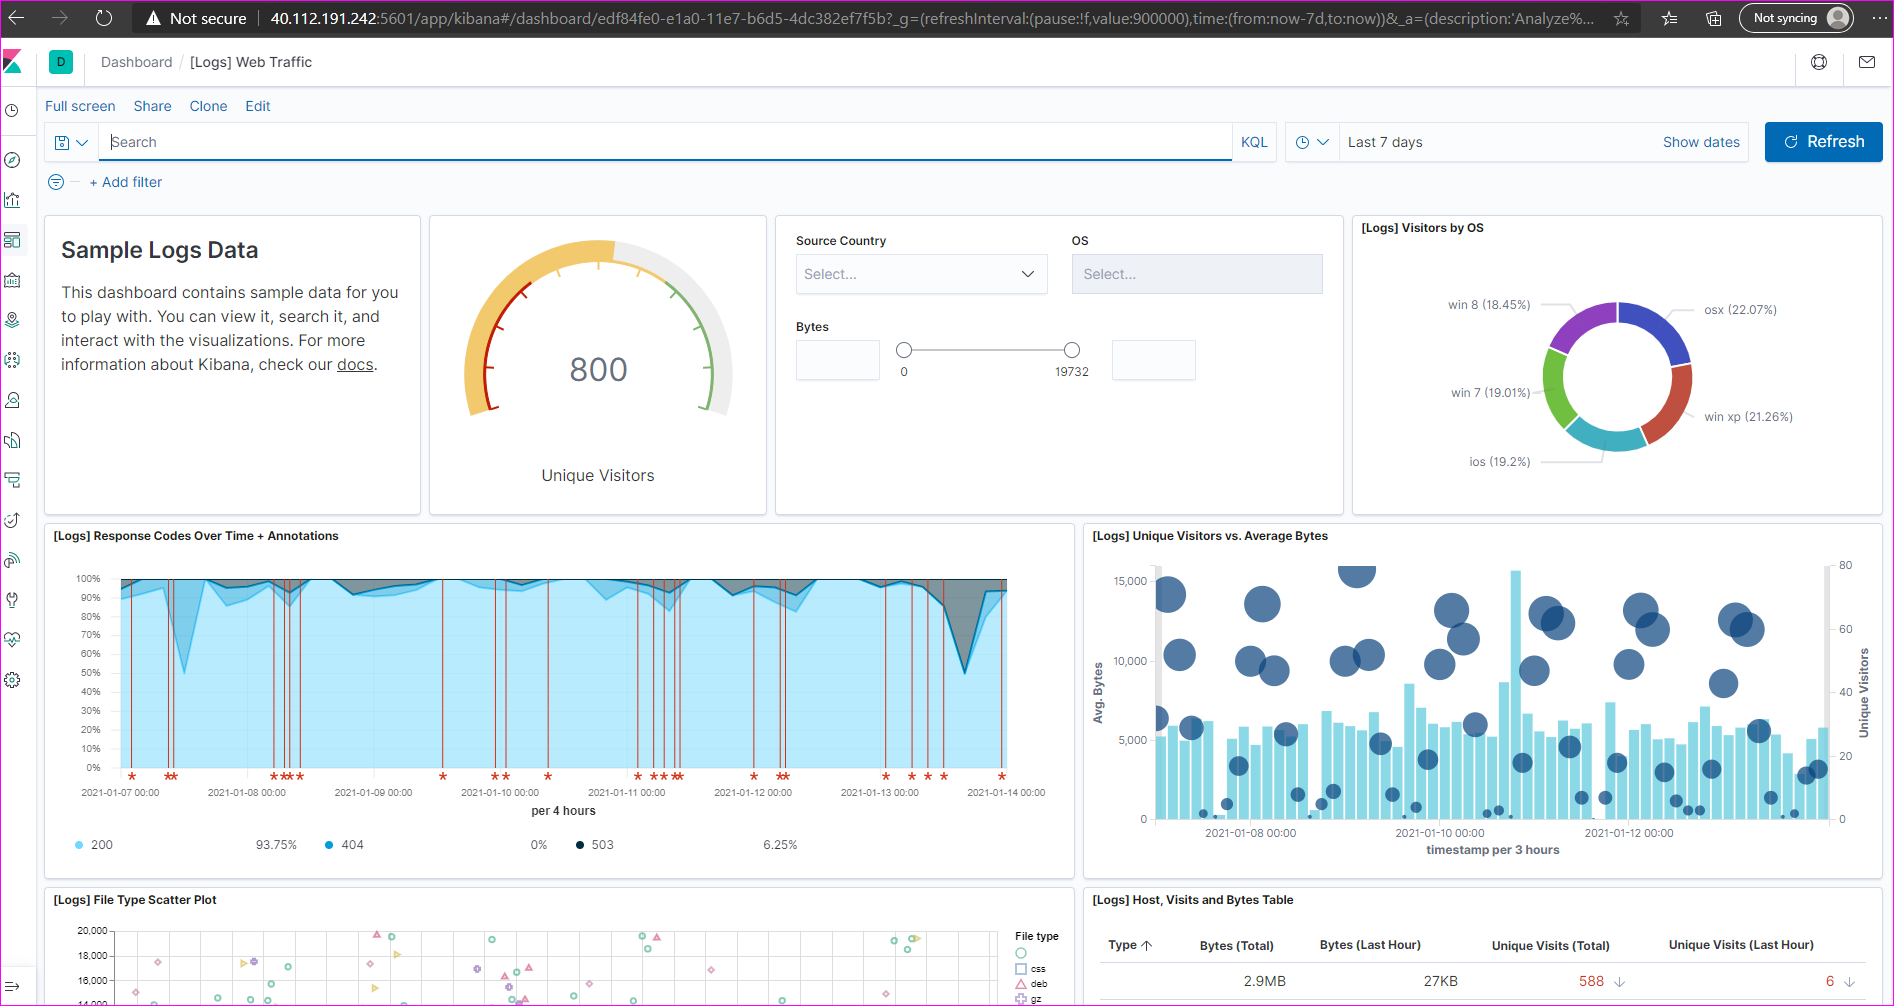 Not secure 40.112.191.242:5601/app/kibana#/dashboard/edf84fe0-e1a0-11e7-b6d5-4dc382ef7f5b?_g=(refreshInterval:(pause:!f,value:900000),time:(from:now-7d,to:now))&_a=(description:'Analyze%... Not syncing
D Dashboard / [Logs] Web Traffic
Full screen Share Clone Edit
Search KQL Last 7 days Show dates Refresh
+ Add filter
Sample Logs Data
This dashboard contains sample data for you
to play with. You can view it, search it, and
interact with the visualizations. For more
information about Kibana, check our docs.
800
Unique Visitors
Source Country OS
Select... Select...
Bytes
0 19732
[Logs] Visitors by OS
win 8 (18.45%) osx (22.07%)
win 7 (19.01%) win xp (21.26%)
ios (19.2%)
[Logs] Response Codes Over Time + Annotations
100%
90%
80%
70%
60%
50%
40%
30%
20%
10%
0%
2021-01-07 00:00 2021-01-08 00:00 2021-01-09 00:00 2021-01-10 00:00 2021-01-11 00:00 2021-01-12 00:00 2021-01-13 00:00 2021-01-14 00:00
per 4 hours
200 93.75% 404 0% 503 6.25%
[Logs] Unique Visitors vs. Average Bytes
15,000
10,000
5,000
0
Avg. Bytes
80
60
40
20
0
Unique Visitors
2021-01-08 00:00 2021-01-10 00:00 2021-01-12 00:00
timestamp per 3 hours
[Logs] File Type Scatter Plot
20,000
18,000
16,000
14,000
File type
css
deb
gz
[Logs] Host, Visits and Bytes Table
Type Bytes (Total) Bytes (Last Hour) Unique Visits (Total) Unique Visits (Last Hour)
2.9MB 27KB 588 6